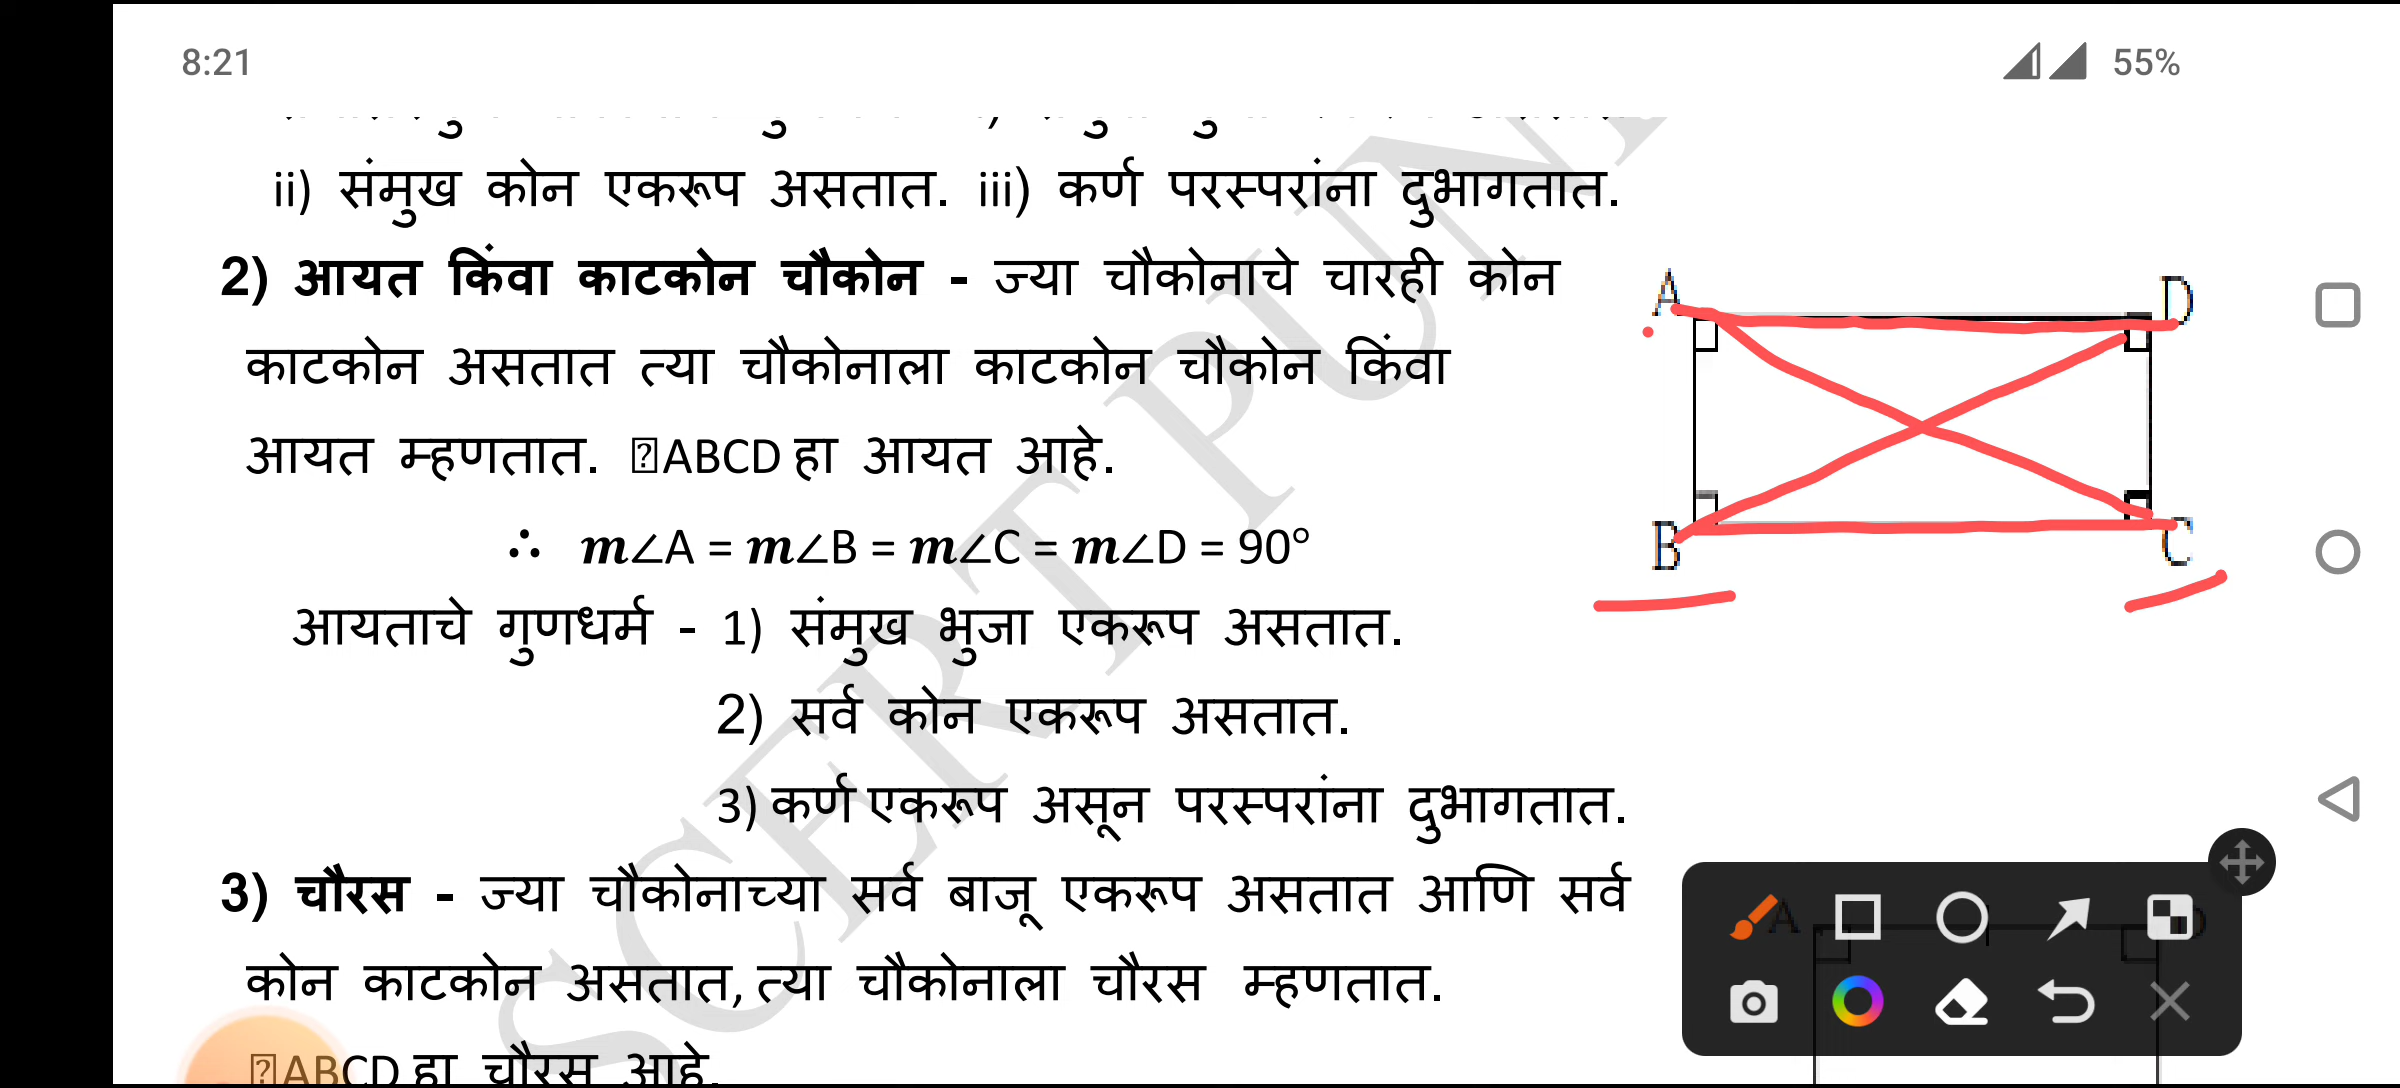 8:21
55%
ii) संमुख कोन एकरूप असतात. iii) कर्ण परस्परांना दुभागतात.
2) आयत किंवा काटकोन चौकोन - ज्या चौकोनाचे चारही कोन
काटकोन असतात त्या चौकोनाला काटकोन चौकोन किंवा
आयत म्हणतात. ABCD हा आयत आहे.
∴ m∠A = m∠B = m∠C = m∠D = 90°
आयताचे गुणधर्म - 1) संमुख भुजा एकरूप असतात.
2) सर्व कोन एकरूप असतात.
3) कर्ण एकरूप असून परस्परांना दुभागतात.
3) चौरस - ज्या चौकोनाच्या सर्व बाजू एकरूप असतात आणि सर्व
कोन काटकोन असतात, त्या चौकोनाला चौरस म्हणतात.
ABCD हा चौरस आहे.
A D
B C
A
SCERT PUN